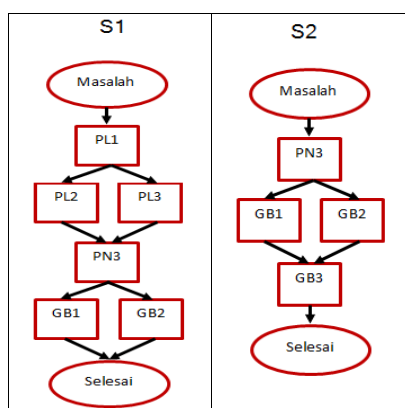 S1
Masalah
PL1
PL2 PL3
PN3
GB1 GB2
Selesai
S2
Masalah
PN3
GB1 GB2
GB3
Selesai